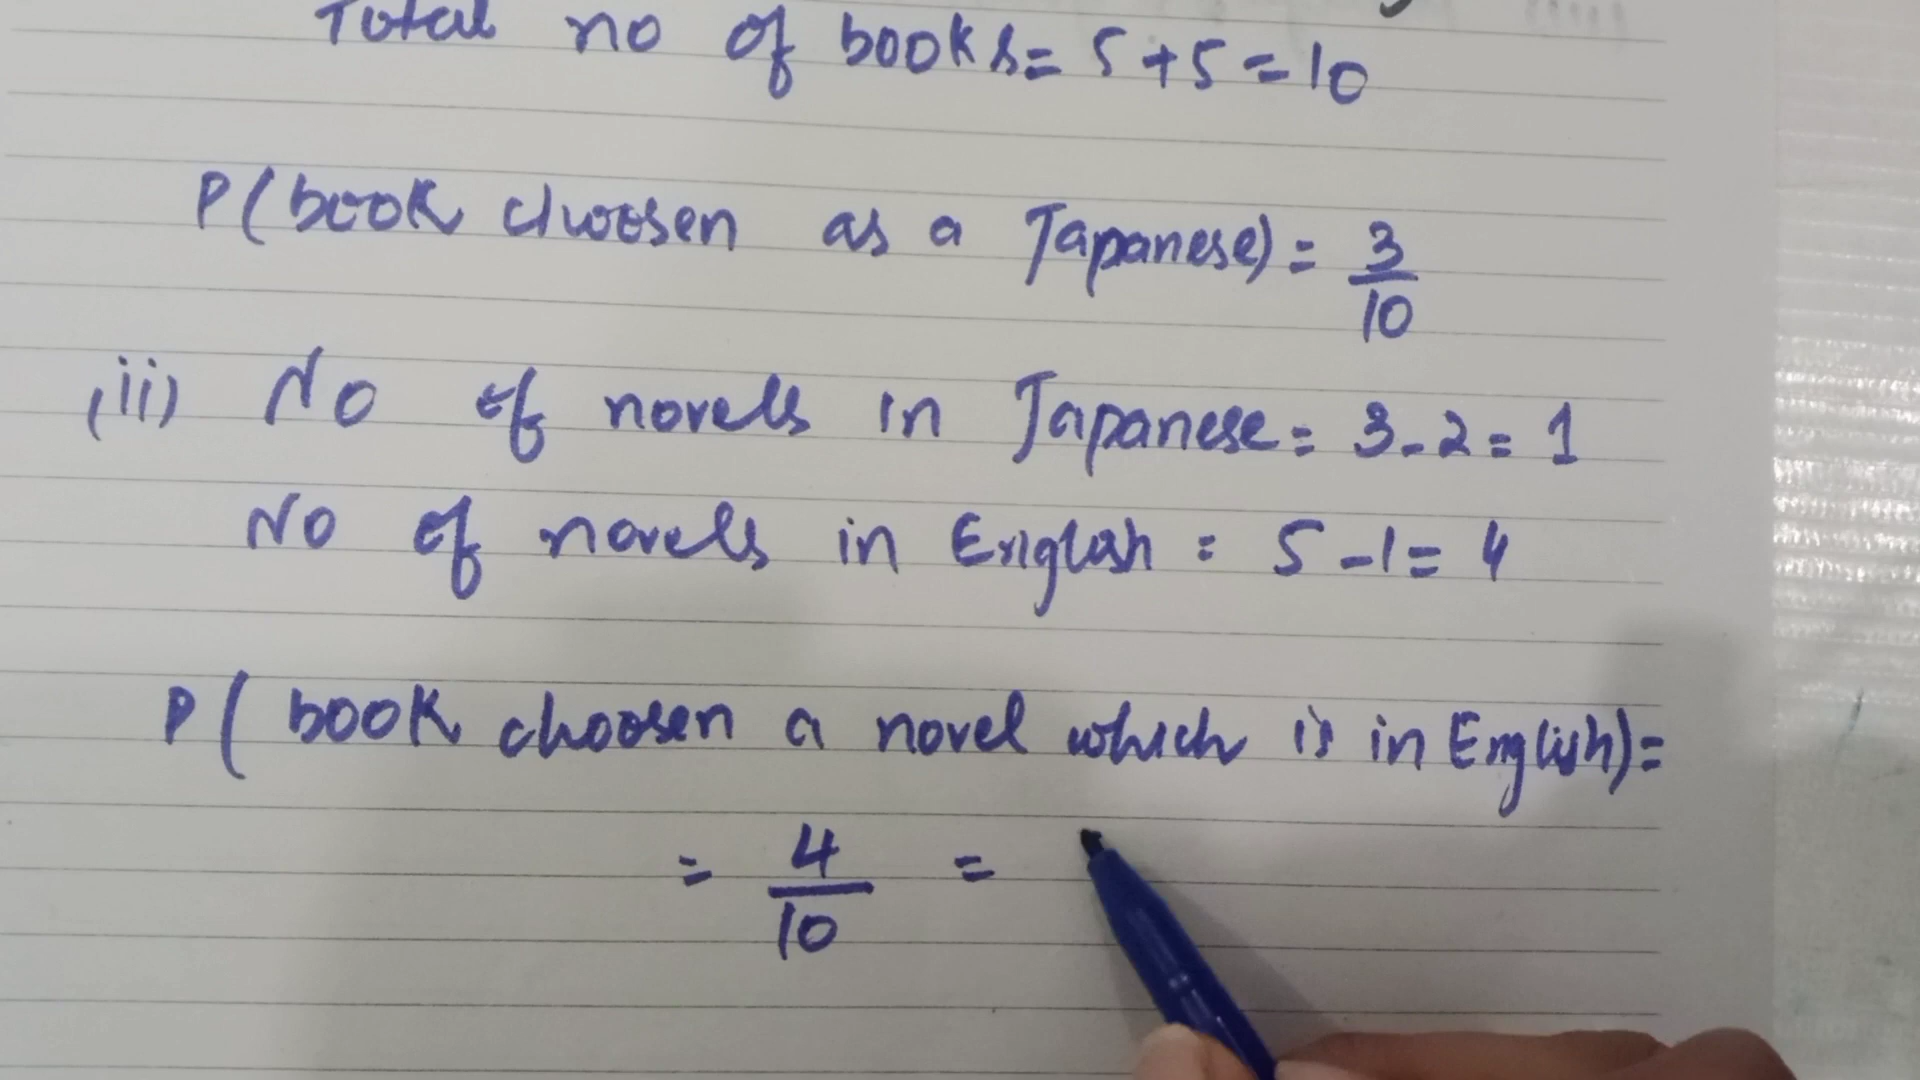 Total no of books = 5 + 5 = 10
P( book choosen as a Japanese) = 3/10
(ii) No of novels in Japanese = 3 - 2 = 1
No of novels in English = 5 - 1 = 4
P( book choosen a novel which is in English) =
= 4/10 =